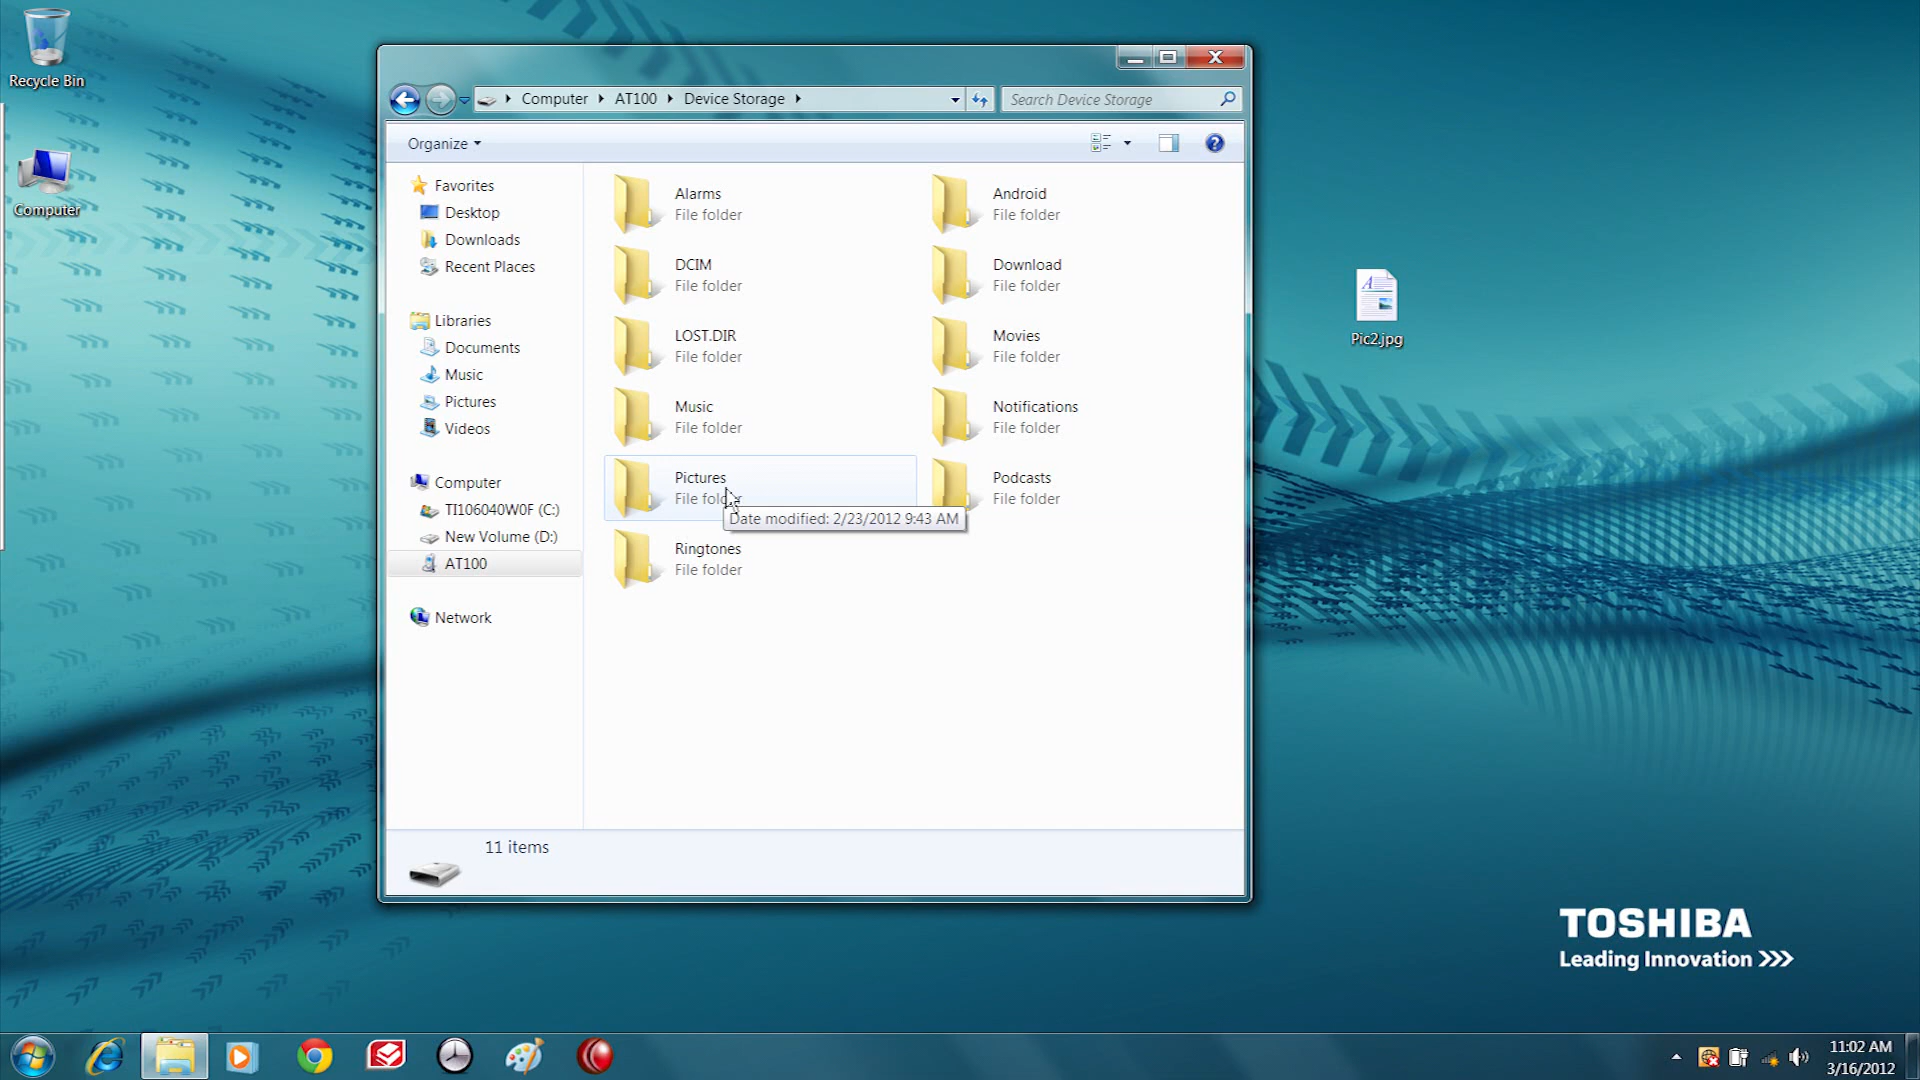 Recycle Bin
Computer
Computer AT100 Device Storage
Search Device Storage
Organize
Favorites
Desktop
Downloads
Recent Places
Libraries
Documents
Music
Pictures
Videos
Computer
TI106040W0F (C:)
New Volume (D:)
AT100
Network
Alarms
File folder
Android
File folder
DCIM
File folder
Download
File folder
LOST.DIR
File folder
Movies
File folder
Music
File folder
Notifications
File folder
Pictures
File folder
Podcasts
File folder
Date modified: 2/23/2012 9:43 AM
Ringtones
File folder
11 items
Pic2.jpg
TOSHIBA
Leading Innovation >>>
11:02 AM
3/16/2012